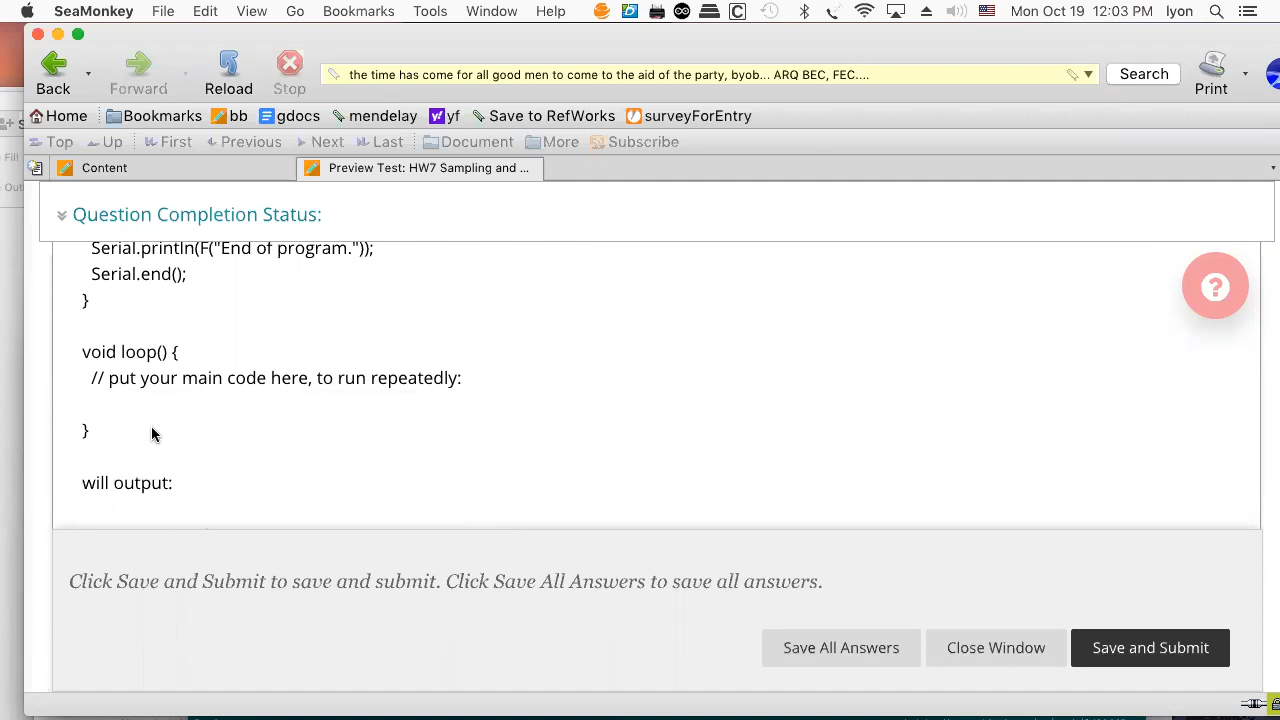 SeaMonkey File Edit View Go Bookmarks Tools Window Help Mon Oct 19 12:03 PM lyon
Back Forward Reload Stop the time has come for all good men to come to the aid of the party, byob... ARQ BEC, FEC.... Search Print
Home Bookmarks bb gdocs mendelay yf Save to RefWorks surveyForEntry
Top Up First Previous Next Last Document More Subscribe
Content Preview Test: HW7 Sampling and ...
Question Completion Status:
Serial.println(F("End of program."));
Serial.end();
}
void loop() {
// put your main code here, to run repeatedly:
}
will output:
Click Save and Submit to save and submit. Click Save All Answers to save all answers.
Save All Answers Close Window Save and Submit